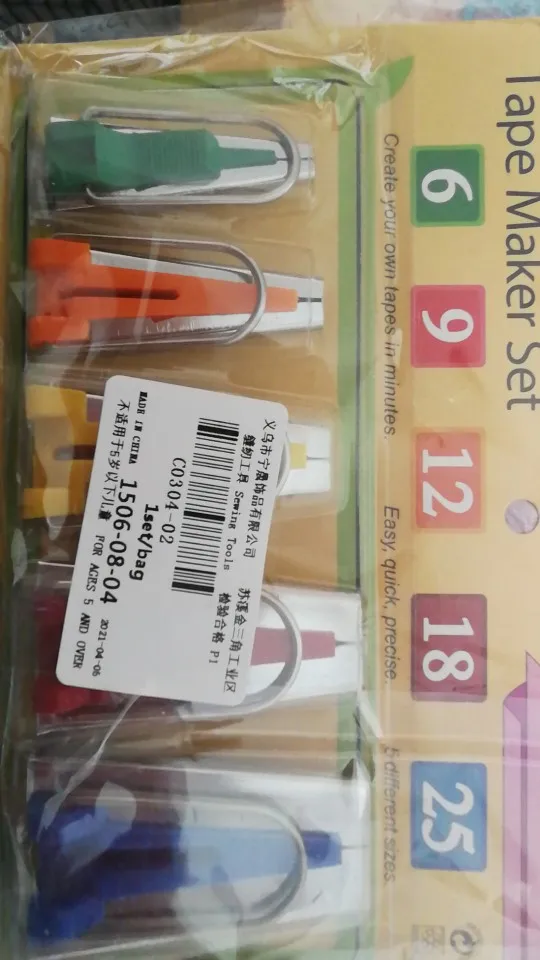 Tape Maker Set
6
9
12
18
25
Create your own tapes in minutes. Easy, quick, precise. 5 different sizes.
义乌市宁晟饰品有限公司 苏溪金三角工业区
缝纫工具 Sewing Tools 检验合格 P1
C0304-02
1set/bag
MADE IN CHINA 1506-08-04 2021-04-06
不适用于5岁以下儿童 FOR AGES 5 AND OVER